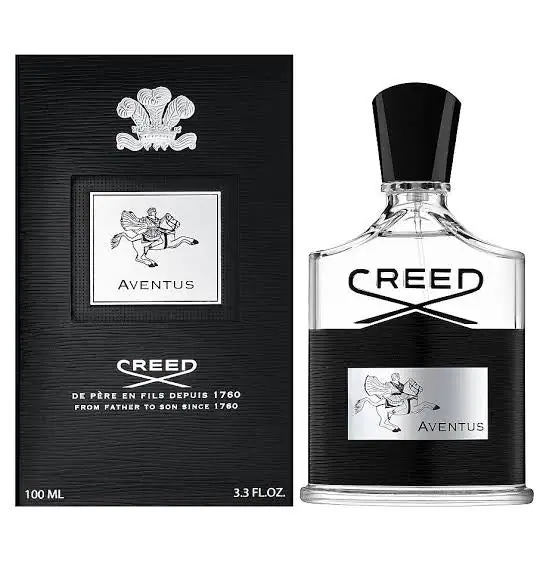 AVENTUS
CREED
DE PÈRE EN FILS DEPUIS 1760
FROM FATHER TO SON SINCE 1760
100 ML 3.3 FL.OZ.
CREED
AVENTUS